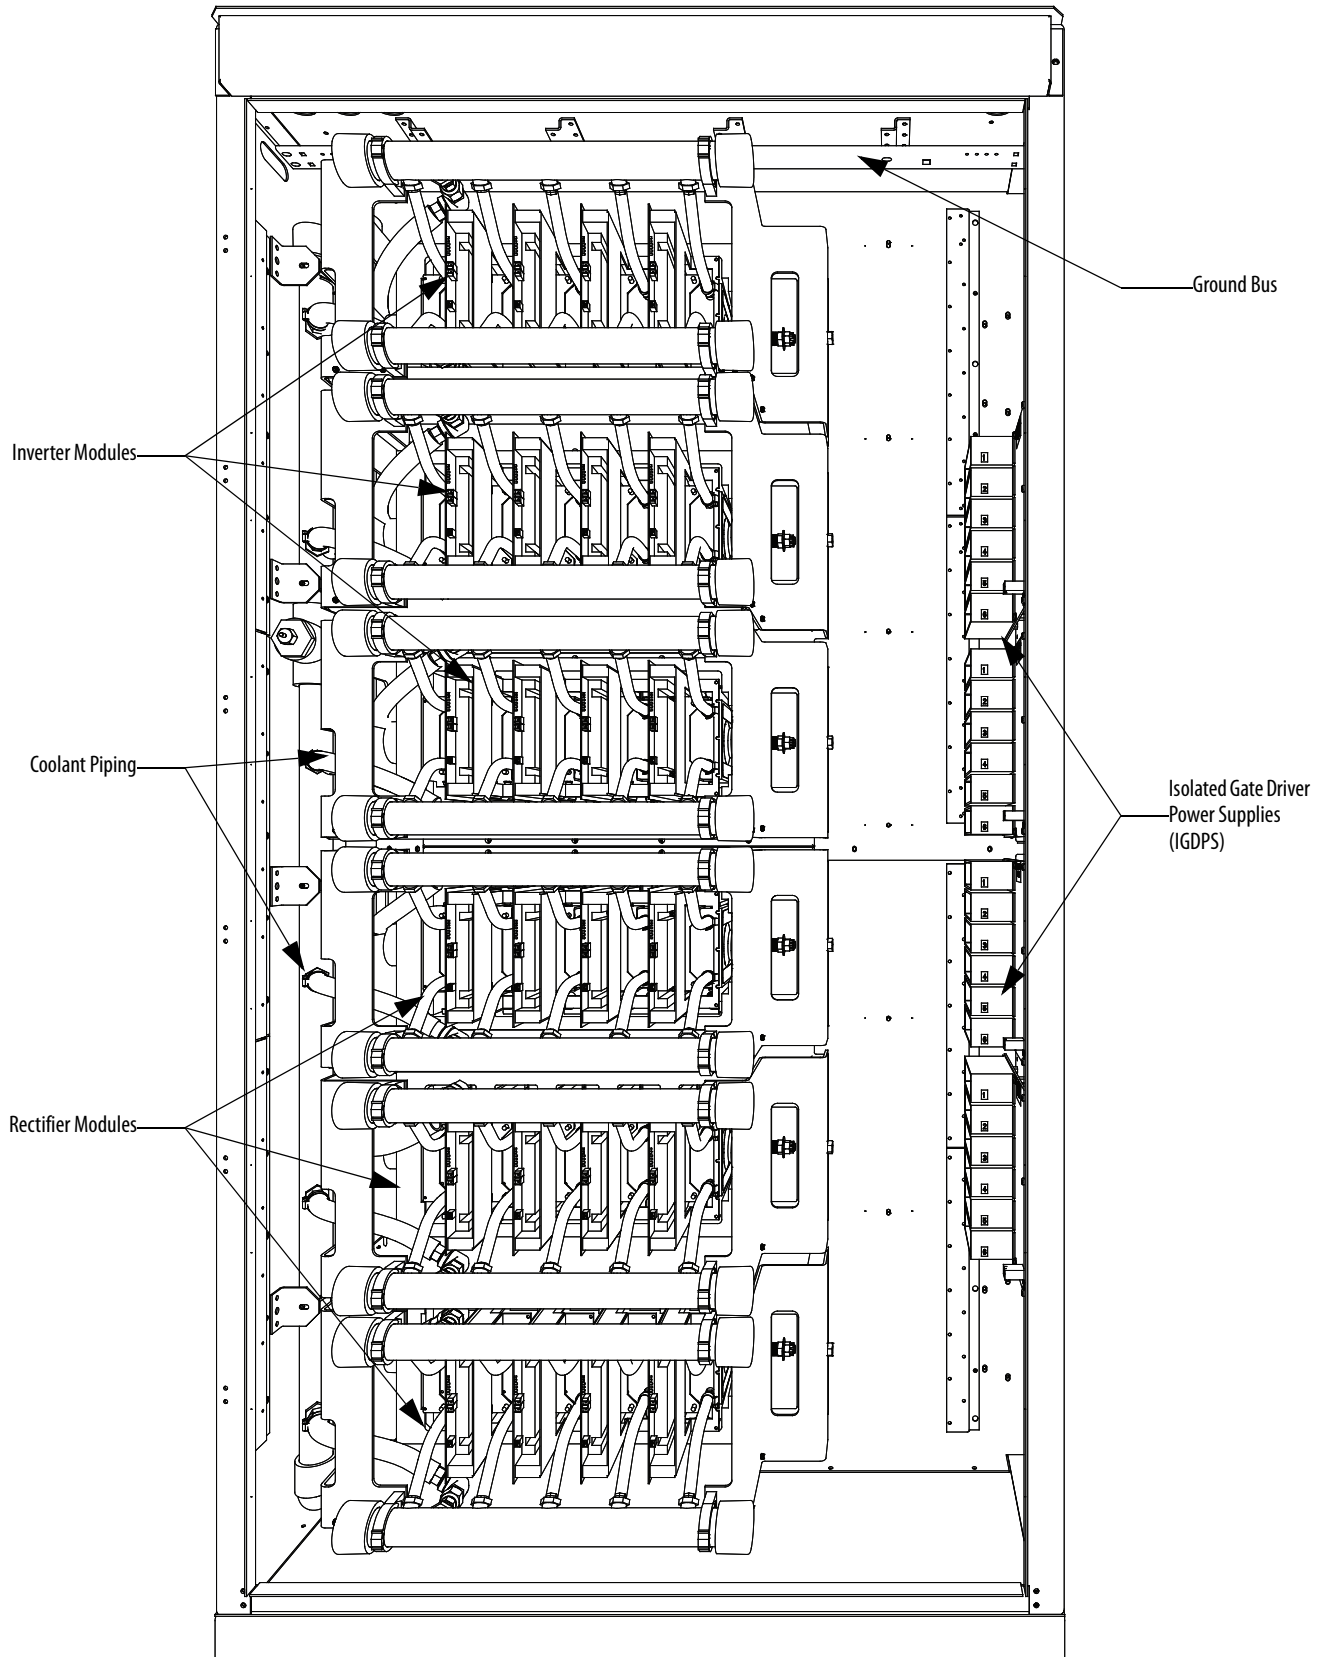 Ground Bus
Inverter Modules
Coolant Piping
Isolated Gate Driver
Power Supplies
(IGDPS)
Rectifier Modules